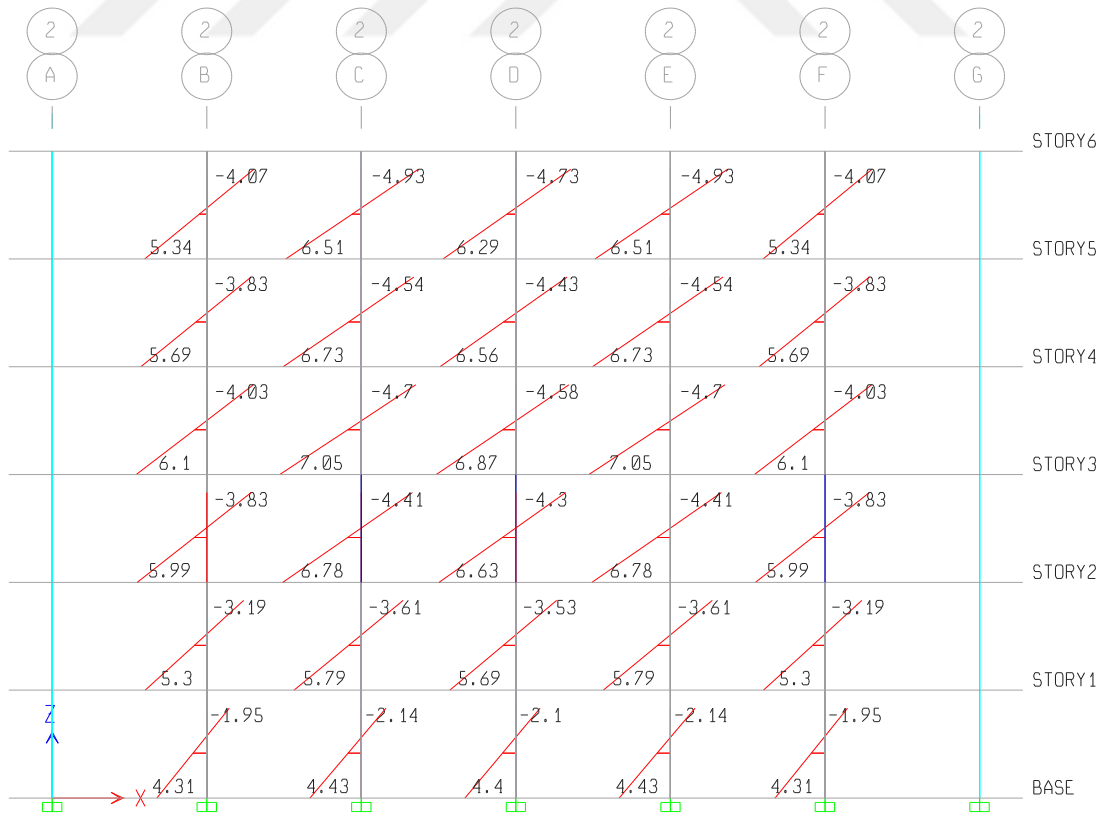 2 2 2 2 2 2 2
A B C D E F G
STORY6
-4.07 -4.93 -4.73 -4.93 -4.07
5.34 6.51 6.29 6.51 5.34
STORY5
-3.83 -4.54 -4.43 -4.54 -3.83
5.69 6.73 6.56 6.73 5.69
STORY4
-4.03 -4.7 -4.58 -4.7 -4.03
6.1 7.05 6.87 7.05 6.1
STORY3
-3.83 -4.41 -4.3 -4.41 -3.83
5.99 6.78 6.63 6.78 5.99
STORY2
-3.19 -3.61 -3.53 -3.61 -3.19
5.3 5.79 5.69 5.79 5.3
STORY1
Z
-1.95 -2.14 -2.1 -2.14 -1.95
4.31 4.43 4.4 4.43 4.31
BASE
X